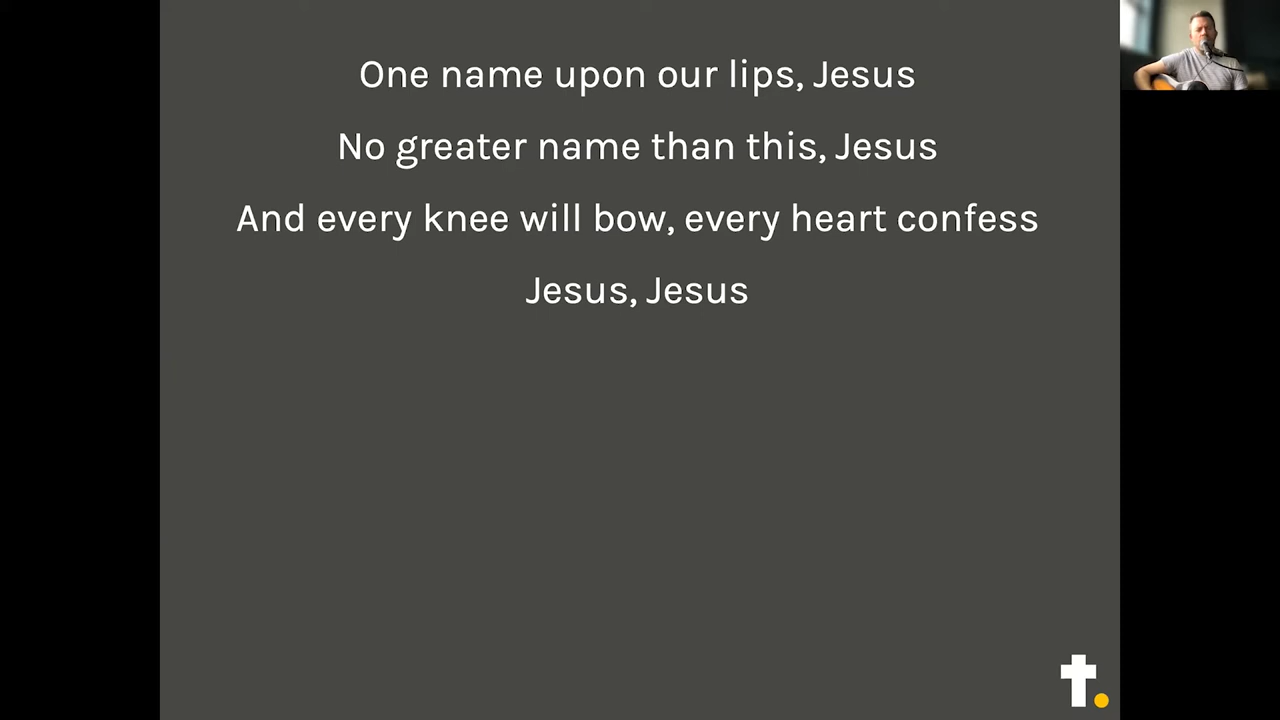 One name upon our lips, Jesus
No greater name than this, Jesus
And every knee will bow, every heart confess
Jesus, Jesus